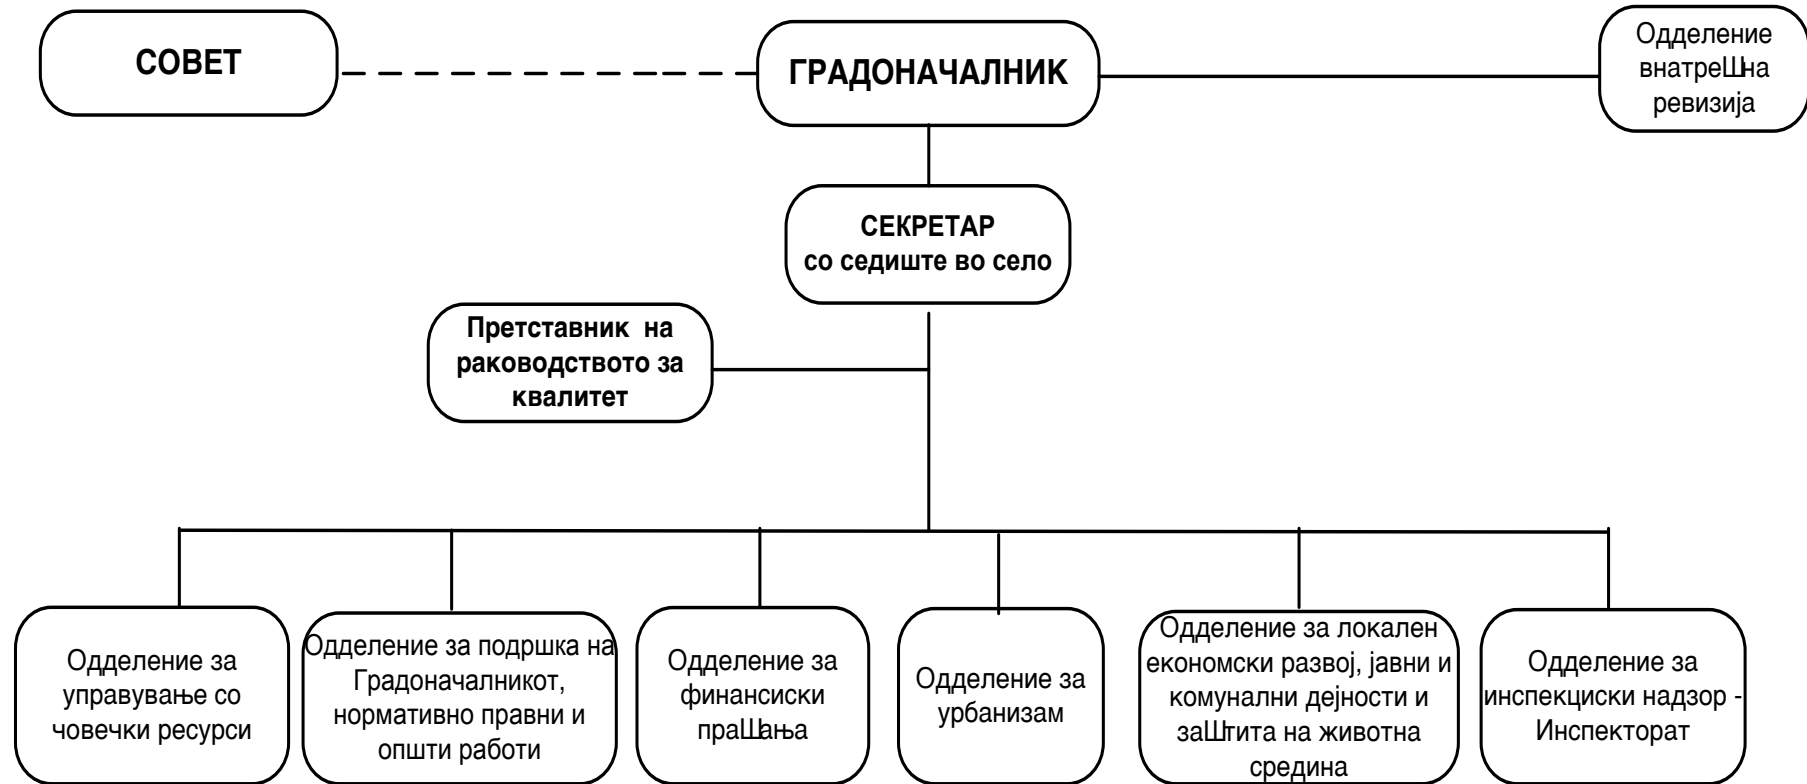 СОВЕТ
ГРАДОНАЧАЛНИК
Одделение
внатреШна
ревизија
СЕКРЕТАР
со седиште во село
Претставник на
раководството за
квалитет
Одделение за
управување со
човечки ресурси
Одделение за подршка на
Градоначалникот,
нормативно правни и
општи работи
Одделение за
финансиски
праШања
Одделение за
урбанизам
Одделение за локален
економски развој, јавни и
комунални дејности и
заШтита на животна
средина
Одделение за
инспекциски надзор -
Инспекторат